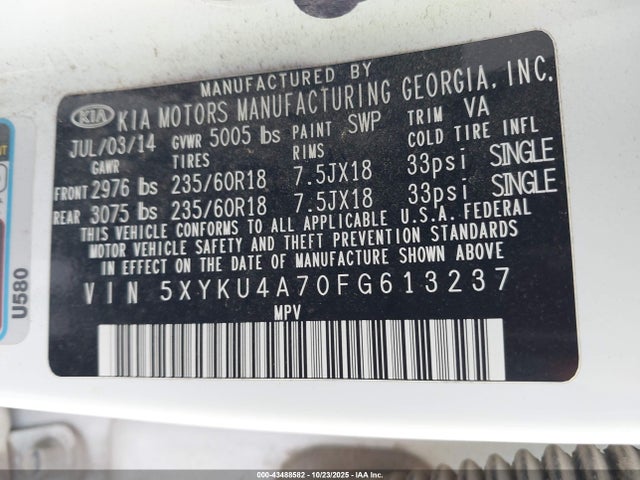 MANUFACTURED BY
KIA KIA MOTORS MANUFACTURING GEORGIA, INC.
JUL/03/14 GVWR 5005 lbs PAINT SWP TRIM VA
GAWR TIRES RIMS COLD TIRE INFL
FRONT 2976 lbs 235/60R18 7.5JX18 33psi SINGLE
REAR 3075 lbs 235/60R18 7.5JX18 33psi SINGLE
THIS VEHICLE CONFORMS TO ALL APPLICABLE U.S.A. FEDERAL
MOTOR VEHICLE SAFETY AND THEFT PREVENTION STANDARDS
IN EFFECT ON THE DATE OF MANUFACTURE SHOWN ABOVE
VIN 5XYKU4A70FG613237
MPV
U580
000-43488582 - 10/23/2025 - IAA Inc.